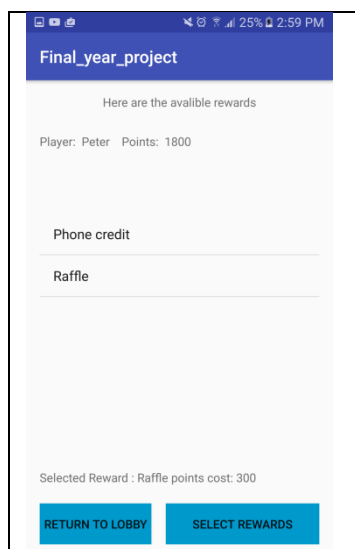 25% 2:59 PM
Final_year_project
Here are the avalible rewards
Player: Peter Points: 1800
Phone credit
Raffle
Selected Reward : Raffle points cost: 300
RETURN TO LOBBY SELECT REWARDS